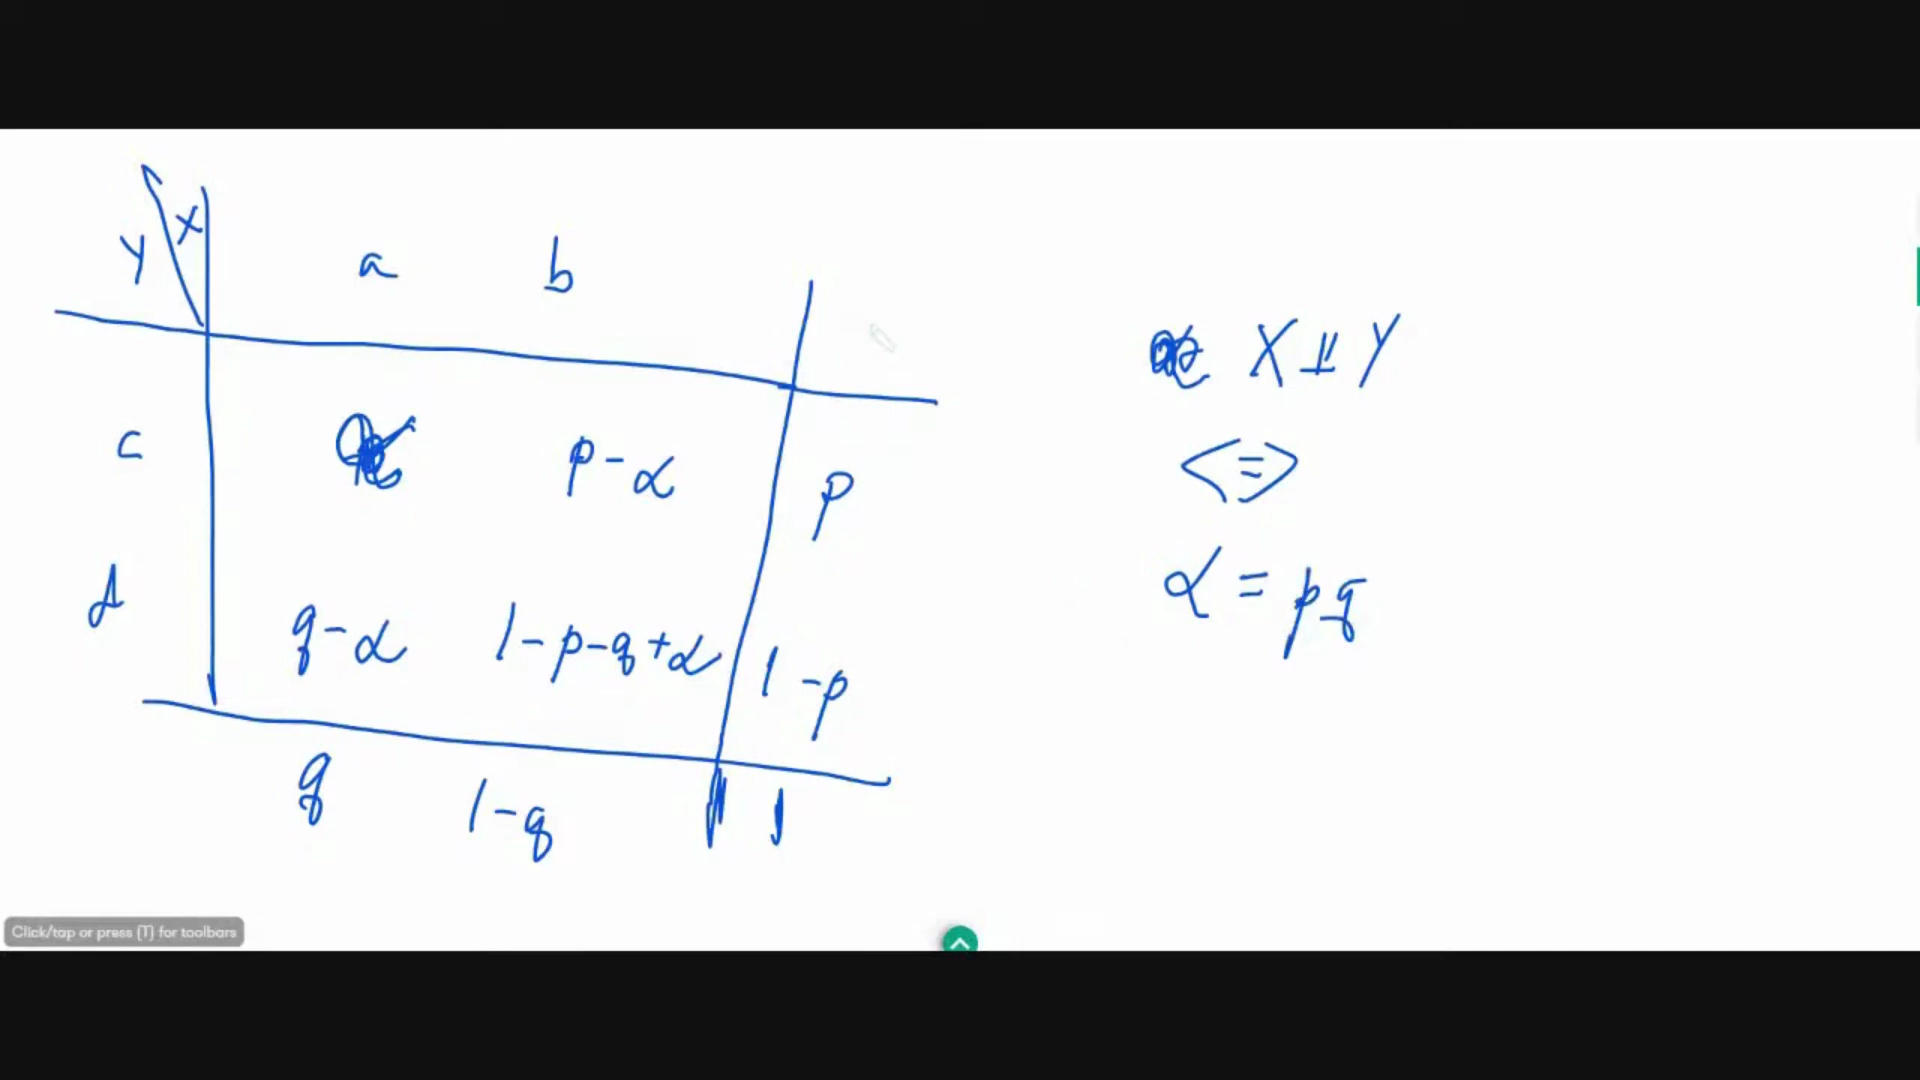 Y X a b
X ⫫ Y
c p-α p
<=>
d q-α 1-p-q+α 1-p
α = pq
q 1-q 1
Click/tap or press (T) for toolbars